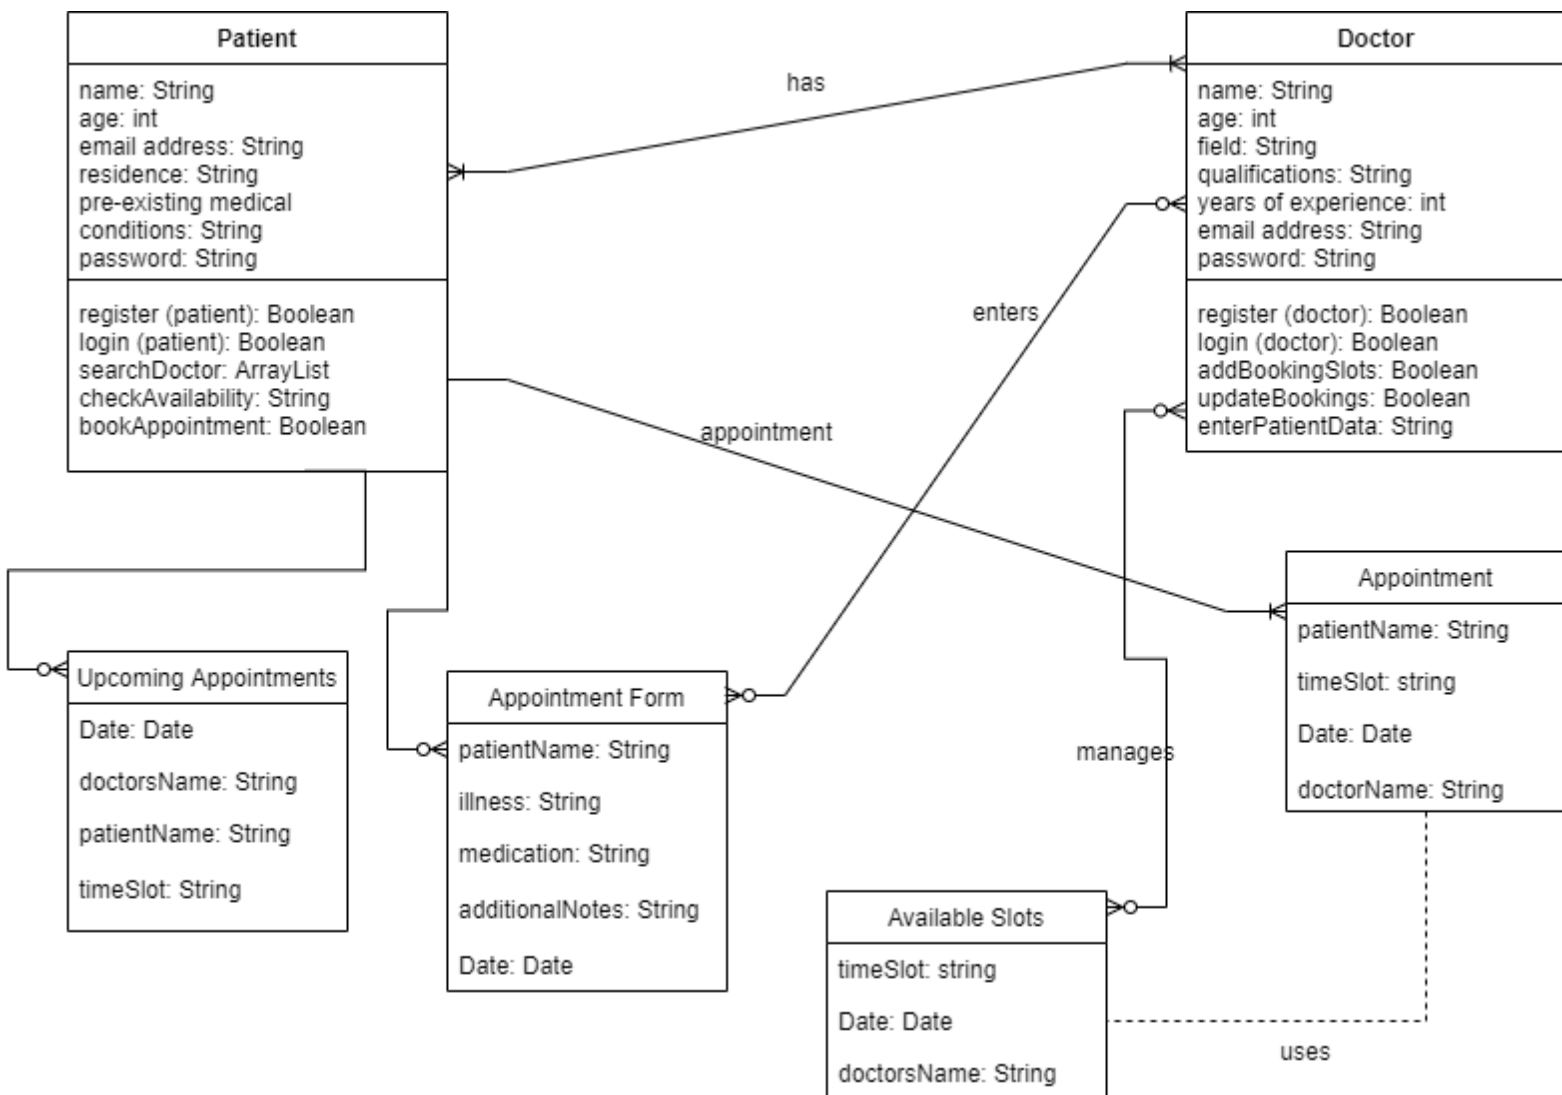 Patient
name: String
age: int
email address: String
residence: String
pre-existing medical
conditions: String
password: String
register (patient): Boolean
login (patient): Boolean
searchDoctor: ArrayList
checkAvailability: String
bookAppointment: Boolean
has
Doctor
name: String
age: int
field: String
qualifications: String
years of experience: int
email address: String
password: String
register (doctor): Boolean
login (doctor): Boolean
addBookingSlots: Boolean
updateBookings: Boolean
enterPatientData: String
enters
appointment
Appointment
patientName: String
timeSlot: string
Date: Date
doctorName: String
Upcoming Appointments
Date: Date
doctorsName: String
patientName: String
timeSlot: String
Appointment Form
patientName: String
illness: String
medication: String
additionalNotes: String
Date: Date
manages
Available Slots
timeSlot: string
Date: Date
doctorsName: String
uses